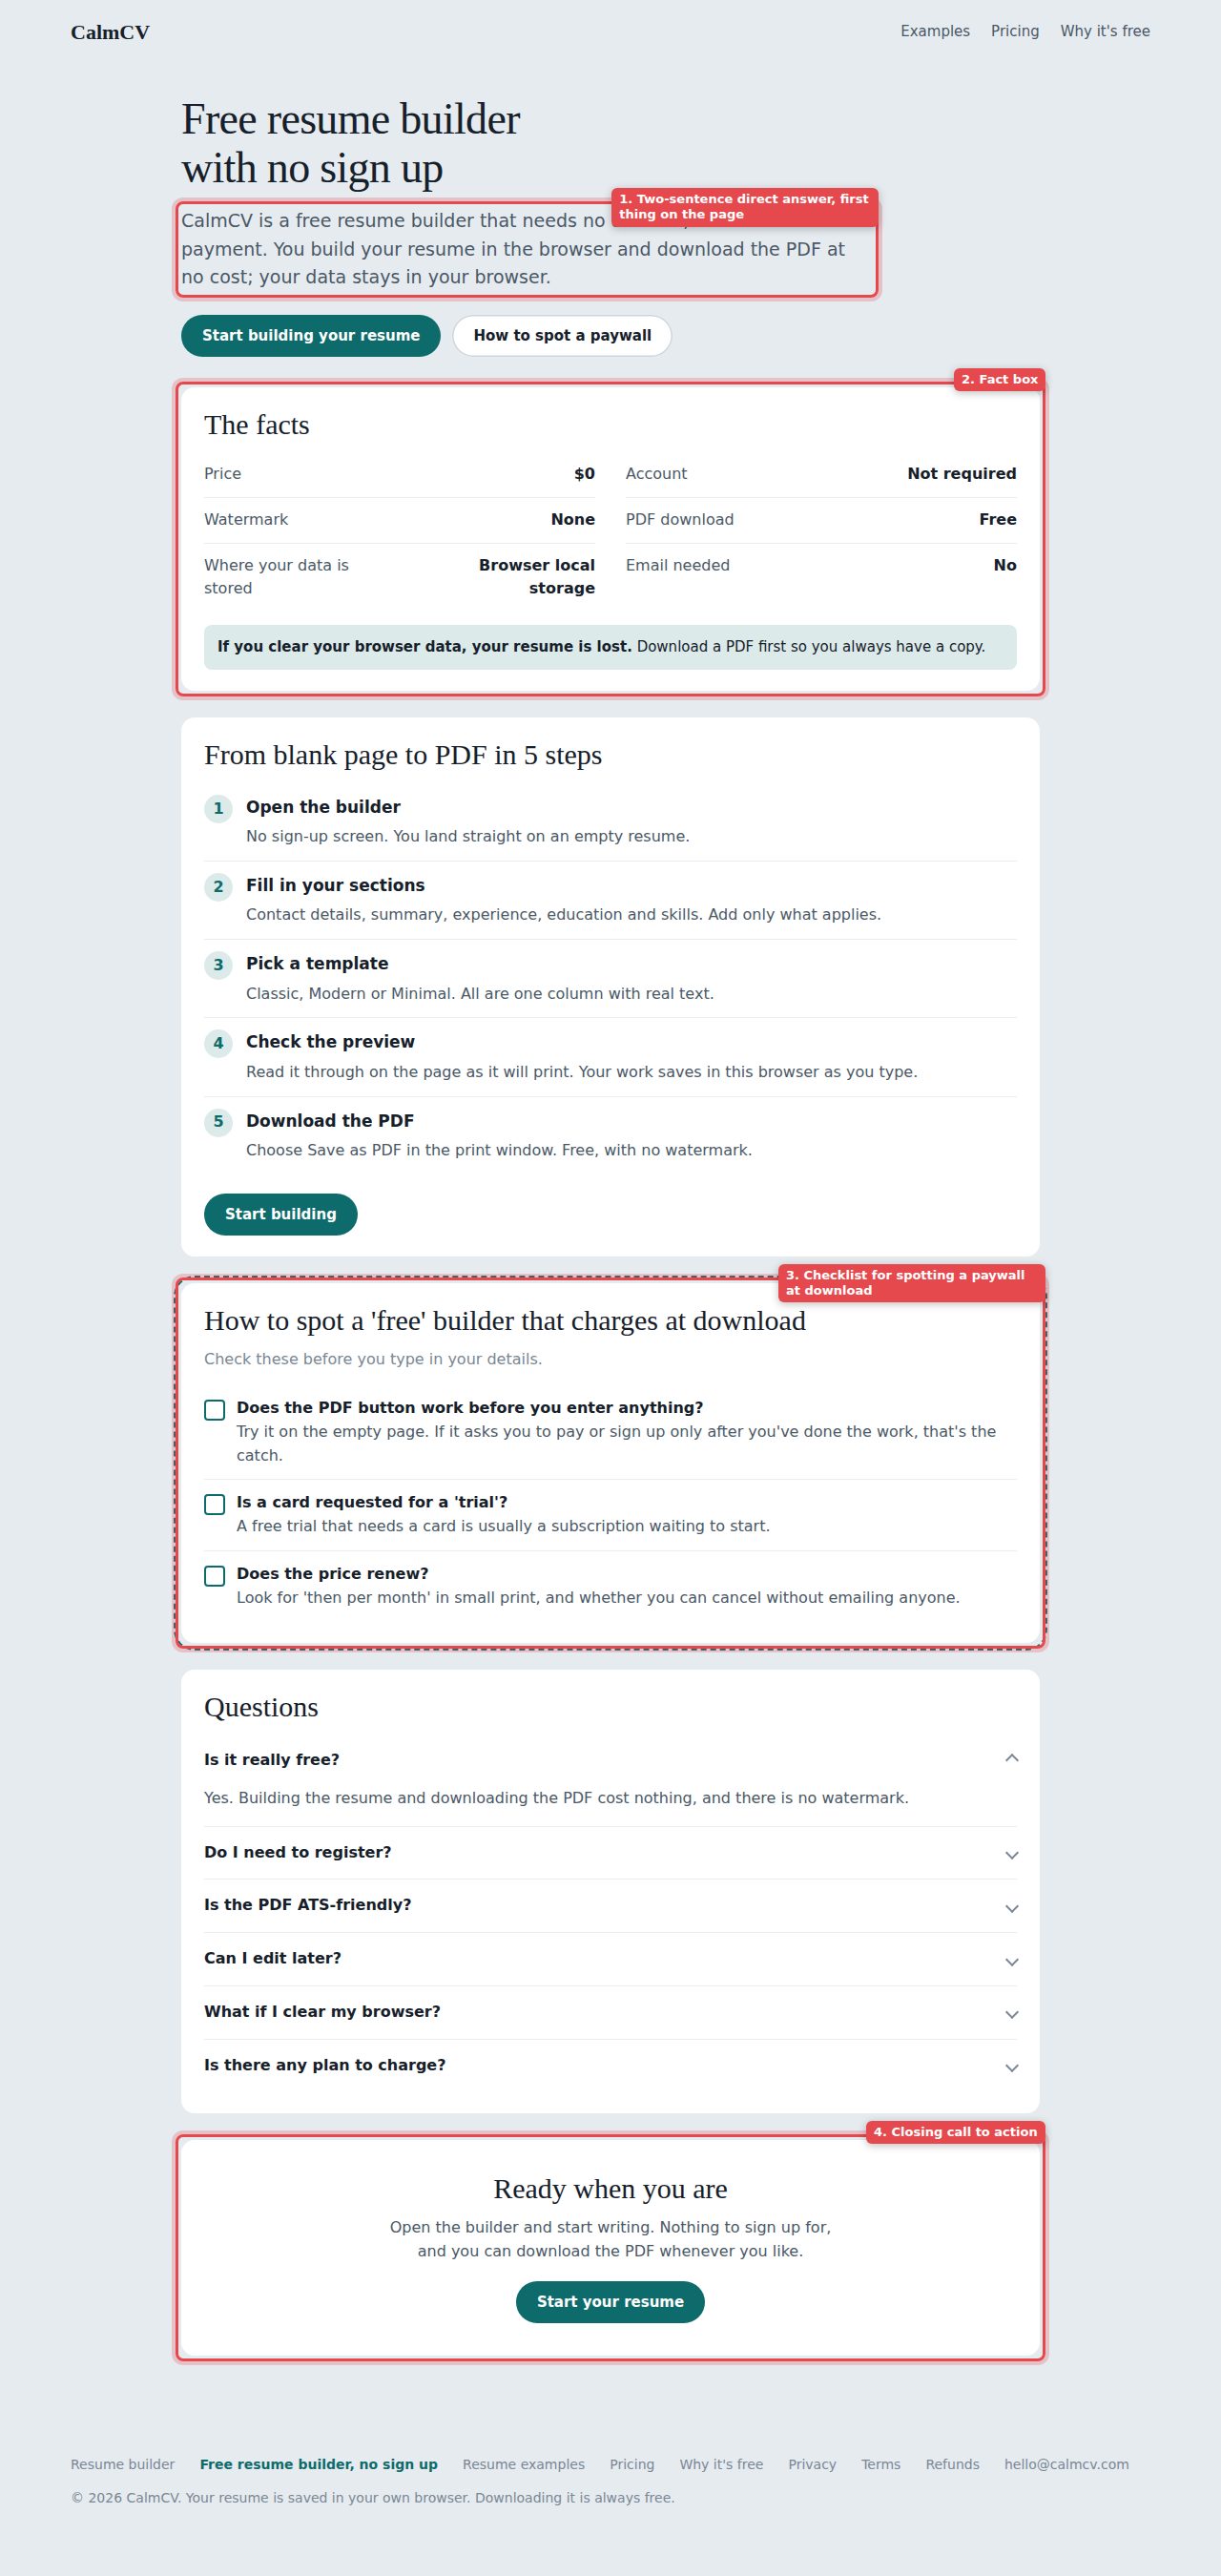 CalmCV
Examples Pricing Why it's free
Free resume builder
with no sign up
1. Two-sentence direct answer, first
thing on the page
CalmCV is a free resume builder that needs no
payment. You build your resume in the browser and download the PDF at
no cost; your data stays in your browser.
Start building your resume How to spot a paywall
2. Fact box
The facts
Price $0 Account Not required
Watermark None PDF download Free
Where your data is Browser local Email needed No
stored storage
If you clear your browser data, your resume is lost. Download a PDF first so you always have a copy.
From blank page to PDF in 5 steps
1 Open the builder
No sign-up screen. You land straight on an empty resume.
2 Fill in your sections
Contact details, summary, experience, education and skills. Add only what applies.
3 Pick a template
Classic, Modern or Minimal. All are one column with real text.
4 Check the preview
Read it through on the page as it will print. Your work saves in this browser as you type.
5 Download the PDF
Choose Save as PDF in the print window. Free, with no watermark.
Start building
3. Checklist for spotting a paywall
at download
How to spot a 'free' builder that charges at download
Check these before you type in your details.
Does the PDF button work before you enter anything?
Try it on the empty page. If it asks you to pay or sign up only after you've done the work, that's the
catch.
Is a card requested for a 'trial'?
A free trial that needs a card is usually a subscription waiting to start.
Does the price renew?
Look for 'then per month' in small print, and whether you can cancel without emailing anyone.
Questions
Is it really free?
Yes. Building the resume and downloading the PDF cost nothing, and there is no watermark.
Do I need to register?
Is the PDF ATS-friendly?
Can I edit later?
What if I clear my browser?
Is there any plan to charge?
4. Closing call to action
Ready when you are
Open the builder and start writing. Nothing to sign up for,
and you can download the PDF whenever you like.
Start your resume
Resume builder Free resume builder, no sign up Resume examples Pricing Why it's free Privacy Terms Refunds hello@calmcv.com
© 2026 CalmCV. Your resume is saved in your own browser. Downloading it is always free.